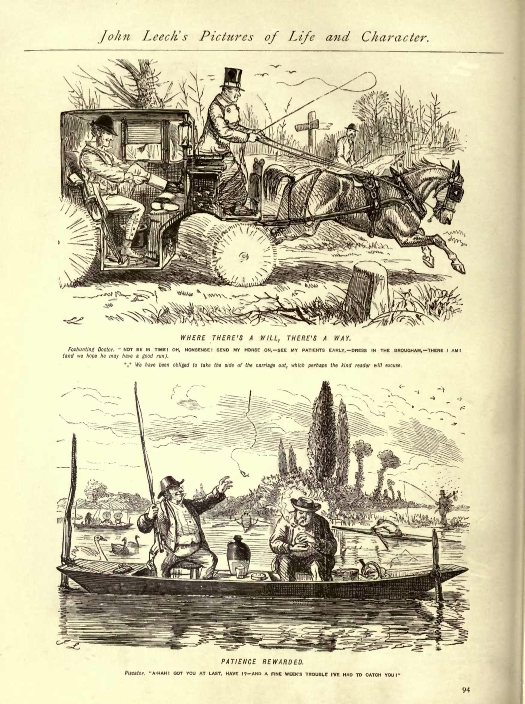 John Leech's Pictures of Life and Character.
WHERE THERE'S A WILL, THERE'S A WAY.
Foxhunting Doctor. "NOT BE IN TIME! OH, NONSENSE! SEND MY HORSE ON,—SEE MY PATIENTS EARLY,—DRESS IN THE BROUGHAM,—THERE I AM!
(and we hope he may have a good run).
"." We have been obliged to take the side of the carriage out, which perhaps the kind reader will excuse.
PATIENCE REWARDED.
Piscator. "A-HAH! GOT YOU AT LAST, HAVE I?—AND A FINE WEEK'S TROUBLE I'VE HAD TO CATCH YOU!"
94